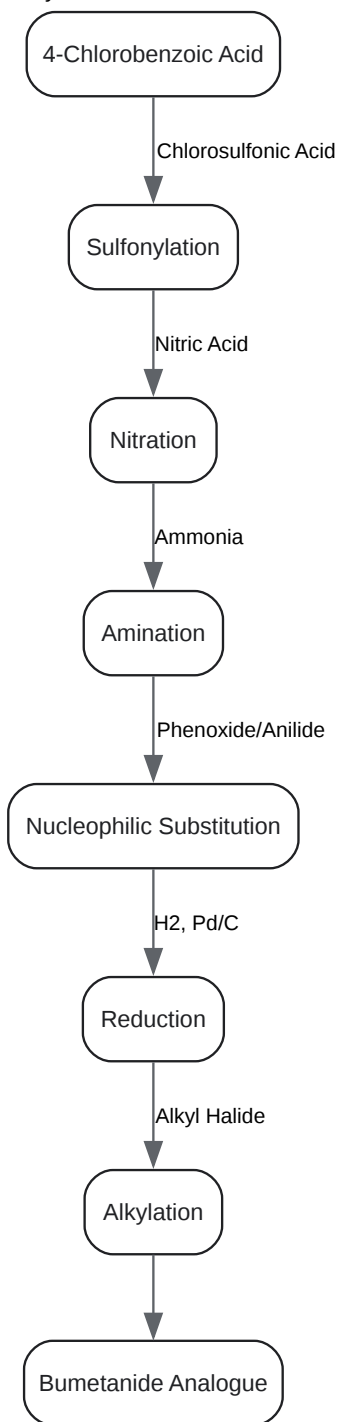 4-Chlorobenzoic Acid
Chlorosulfonic Acid
Sulfonylation
Nitric Acid
Nitration
Ammonia
Amination
Phenoxide/Anilide
Nucleophilic Substitution
H2, Pd/C
Reduction
Alkyl Halide
Alkylation
Bumetanide Analogue